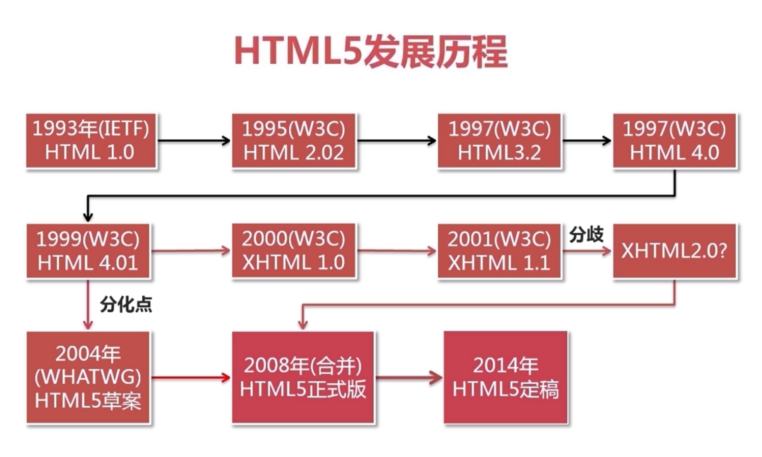 HTML5发展历程
1993年(IETF)
HTML 1.0
1995(W3C)
HTML 2.02
1997(W3C)
HTML3.2
1997(W3C)
HTML 4.0
1999(W3C)
HTML 4.01
2000(W3C)
XHTML 1.0
2001(W3C)
XHTML 1.1
分歧
XHTML2.0?
分化点
2004年
(WHATWG)
HTML5草案
2008年(合并)
HTML5正式版
2014年
HTML5定稿